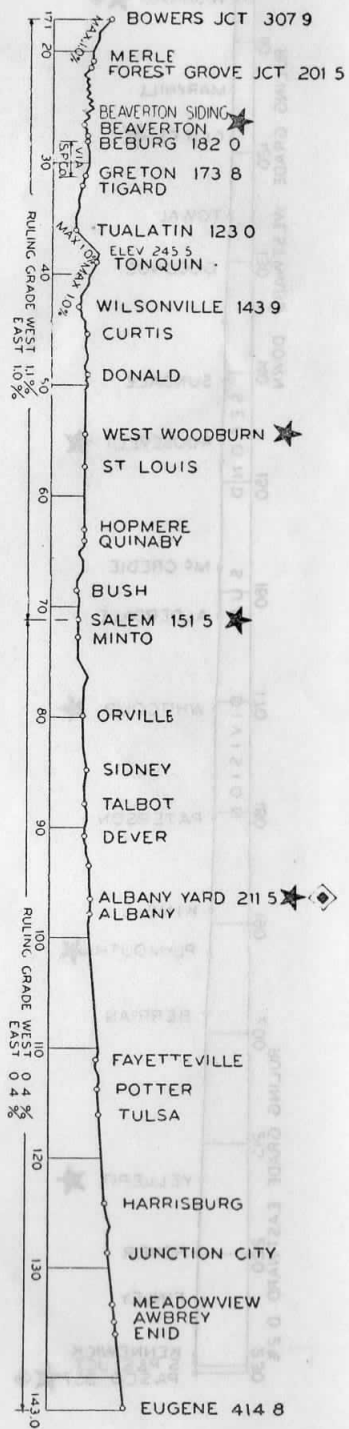 17.1
BOWERS JCT 307 9
MAX. 1.0%
20
MERLE
FOREST GROVE JCT 201 5
BEAVERTON SIDING
BEAVERTON
BEBURG 182 0
VIA
(SPEC)
30
GRETON 173 8
TIGARD
TUALATIN 123 0
MAX 1.0%
ELEV 245 5
TONQUIN
40
MAX 1.0%
WILSONVILLE 143 9
CURTIS
RULING GRADE WEST 1.1%
EAST 1.0%
DONALD
50
WEST WOODBURN
ST LOUIS
60
HOPMERE
QUINABY
BUSH
70
SALEM 151 5
MINTO
80
ORVILLE
SIDNEY
TALBOT
90
DEVER
ALBANY YARD 211 5
ALBANY
100
RULING GRADE WEST 0 4 %
EAST 0 4 %
110
FAYETTEVILLE
POTTER
TULSA
120
HARRISBURG
JUNCTION CITY
130
MEADOWVIEW
AWBREY
ENID
143.0
EUGENE 414 8